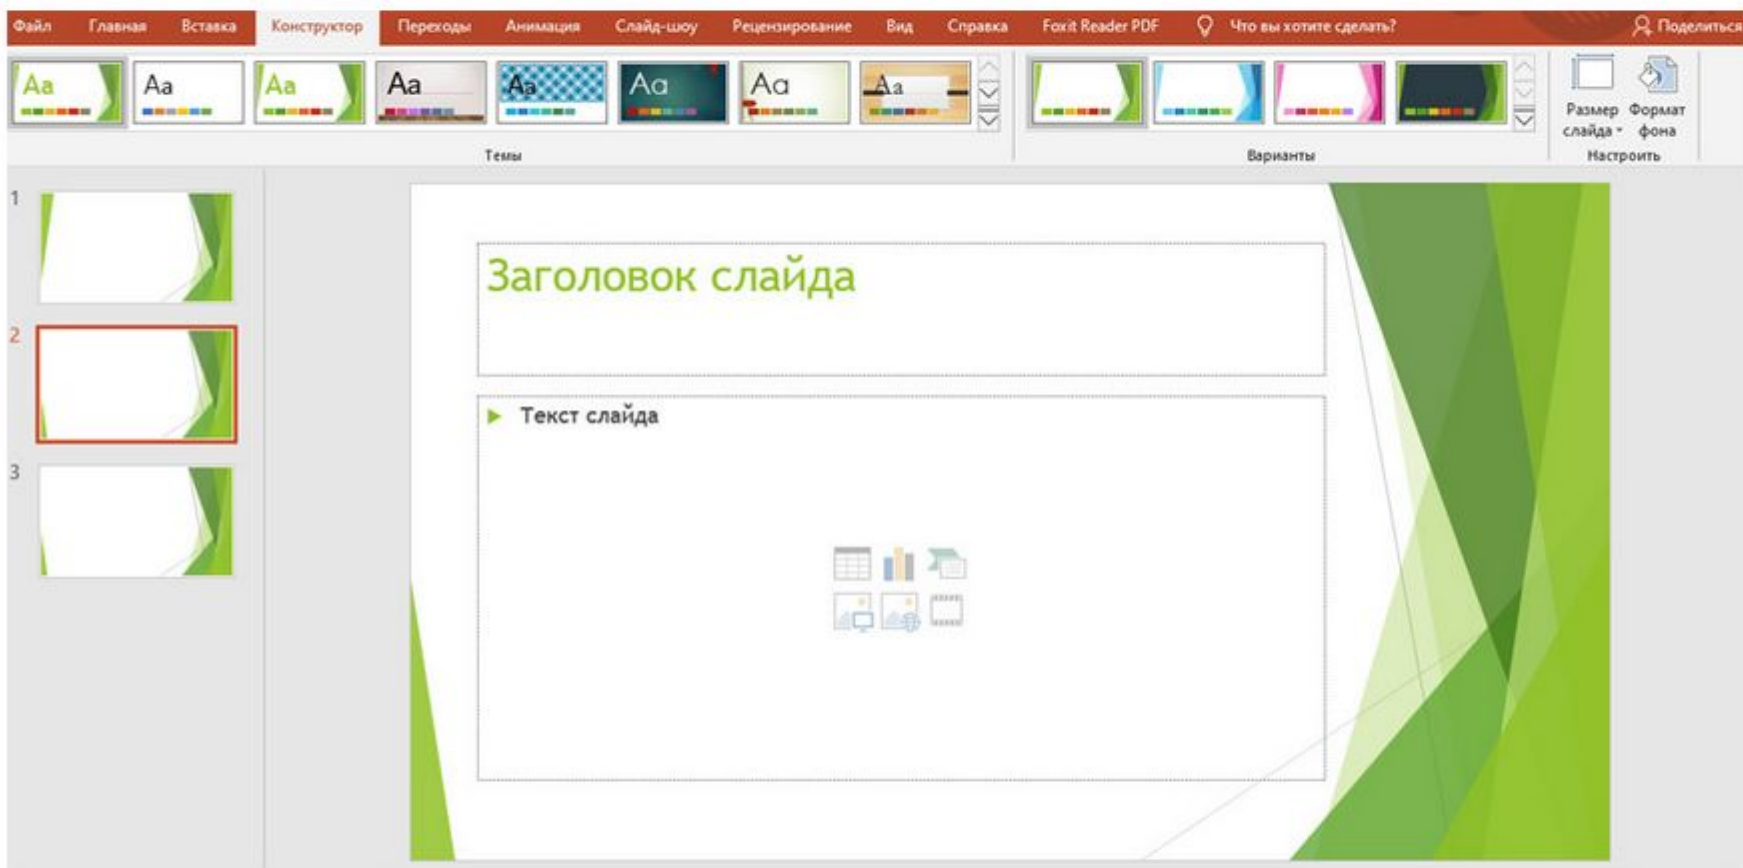 Файл Главная Вставка Конструктор Переходы Анимация Слайд-шоу Рецензирование Вид Справка Foxit Reader PDF Что вы хотите сделать? Поделиться
Aa Aa Aa Aa Aa Aa Aa Aa
Размер слайда
Формат фона
Темы Варианты Настроить
1
2
3
Заголовок слайда
Текст слайда